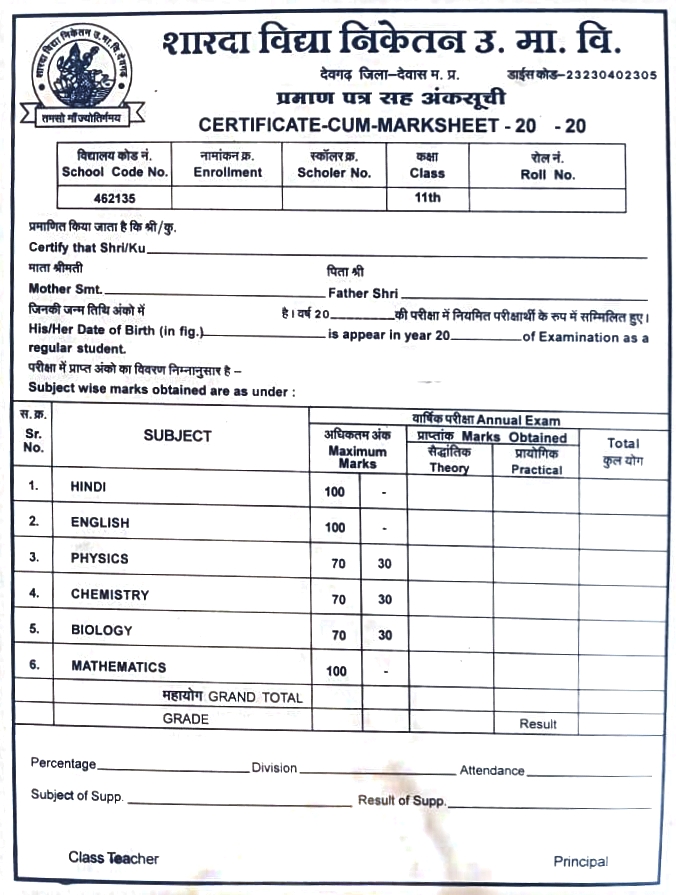 शारदा विद्या निकेतन उ. मा. वि. देवगढ़
तमसो माँ ज्योतिर्गमय
शारदा विद्या निकेतन उ. मा. वि.
देवगढ़ जिला–देवास म. प्र. डाईस कोड–23230402305
प्रमाण पत्र सह अंकसूची
CERTIFICATE-CUM-MARKSHEET - 20 - 20
विद्यालय कोड नं. नामांकन क्र. स्कॉलर क्र. कक्षा रोल नं.
School Code No. Enrollment Scholer No. Class Roll No.
462135 11th
प्रमाणित किया जाता है कि श्री/कु.
Certify that Shri/Ku
माता श्रीमती पिता श्री
Mother Smt. Father Shri
जिनकी जन्म तिथि अंको में है। वर्ष 20 की परीक्षा में नियमित परीक्षार्थी के रुप में सम्मिलित हुए।
His/Her Date of Birth (in fig.) is appear in year 20 of Examination as a
regular student.
परीक्षा में प्राप्त अंको का विवरण निम्नानुसार है –
Subject wise marks obtained are as under :
स. क्र. वार्षिक परीक्षा Annual Exam
Sr. SUBJECT अधिकतम अंक प्राप्तांक Marks Obtained Total
No. Maximum सैद्धांतिक प्रायोगिक कुल योग
Marks Theory Practical
1. HINDI 100 -
2. ENGLISH 100 -
3. PHYSICS 70 30
4. CHEMISTRY 70 30
5. BIOLOGY 70 30
6. MATHEMATICS 100 -
महायोग GRAND TOTAL
GRADE Result
Percentage Division Attendance
Subject of Supp. Result of Supp.
Class Teacher Principal